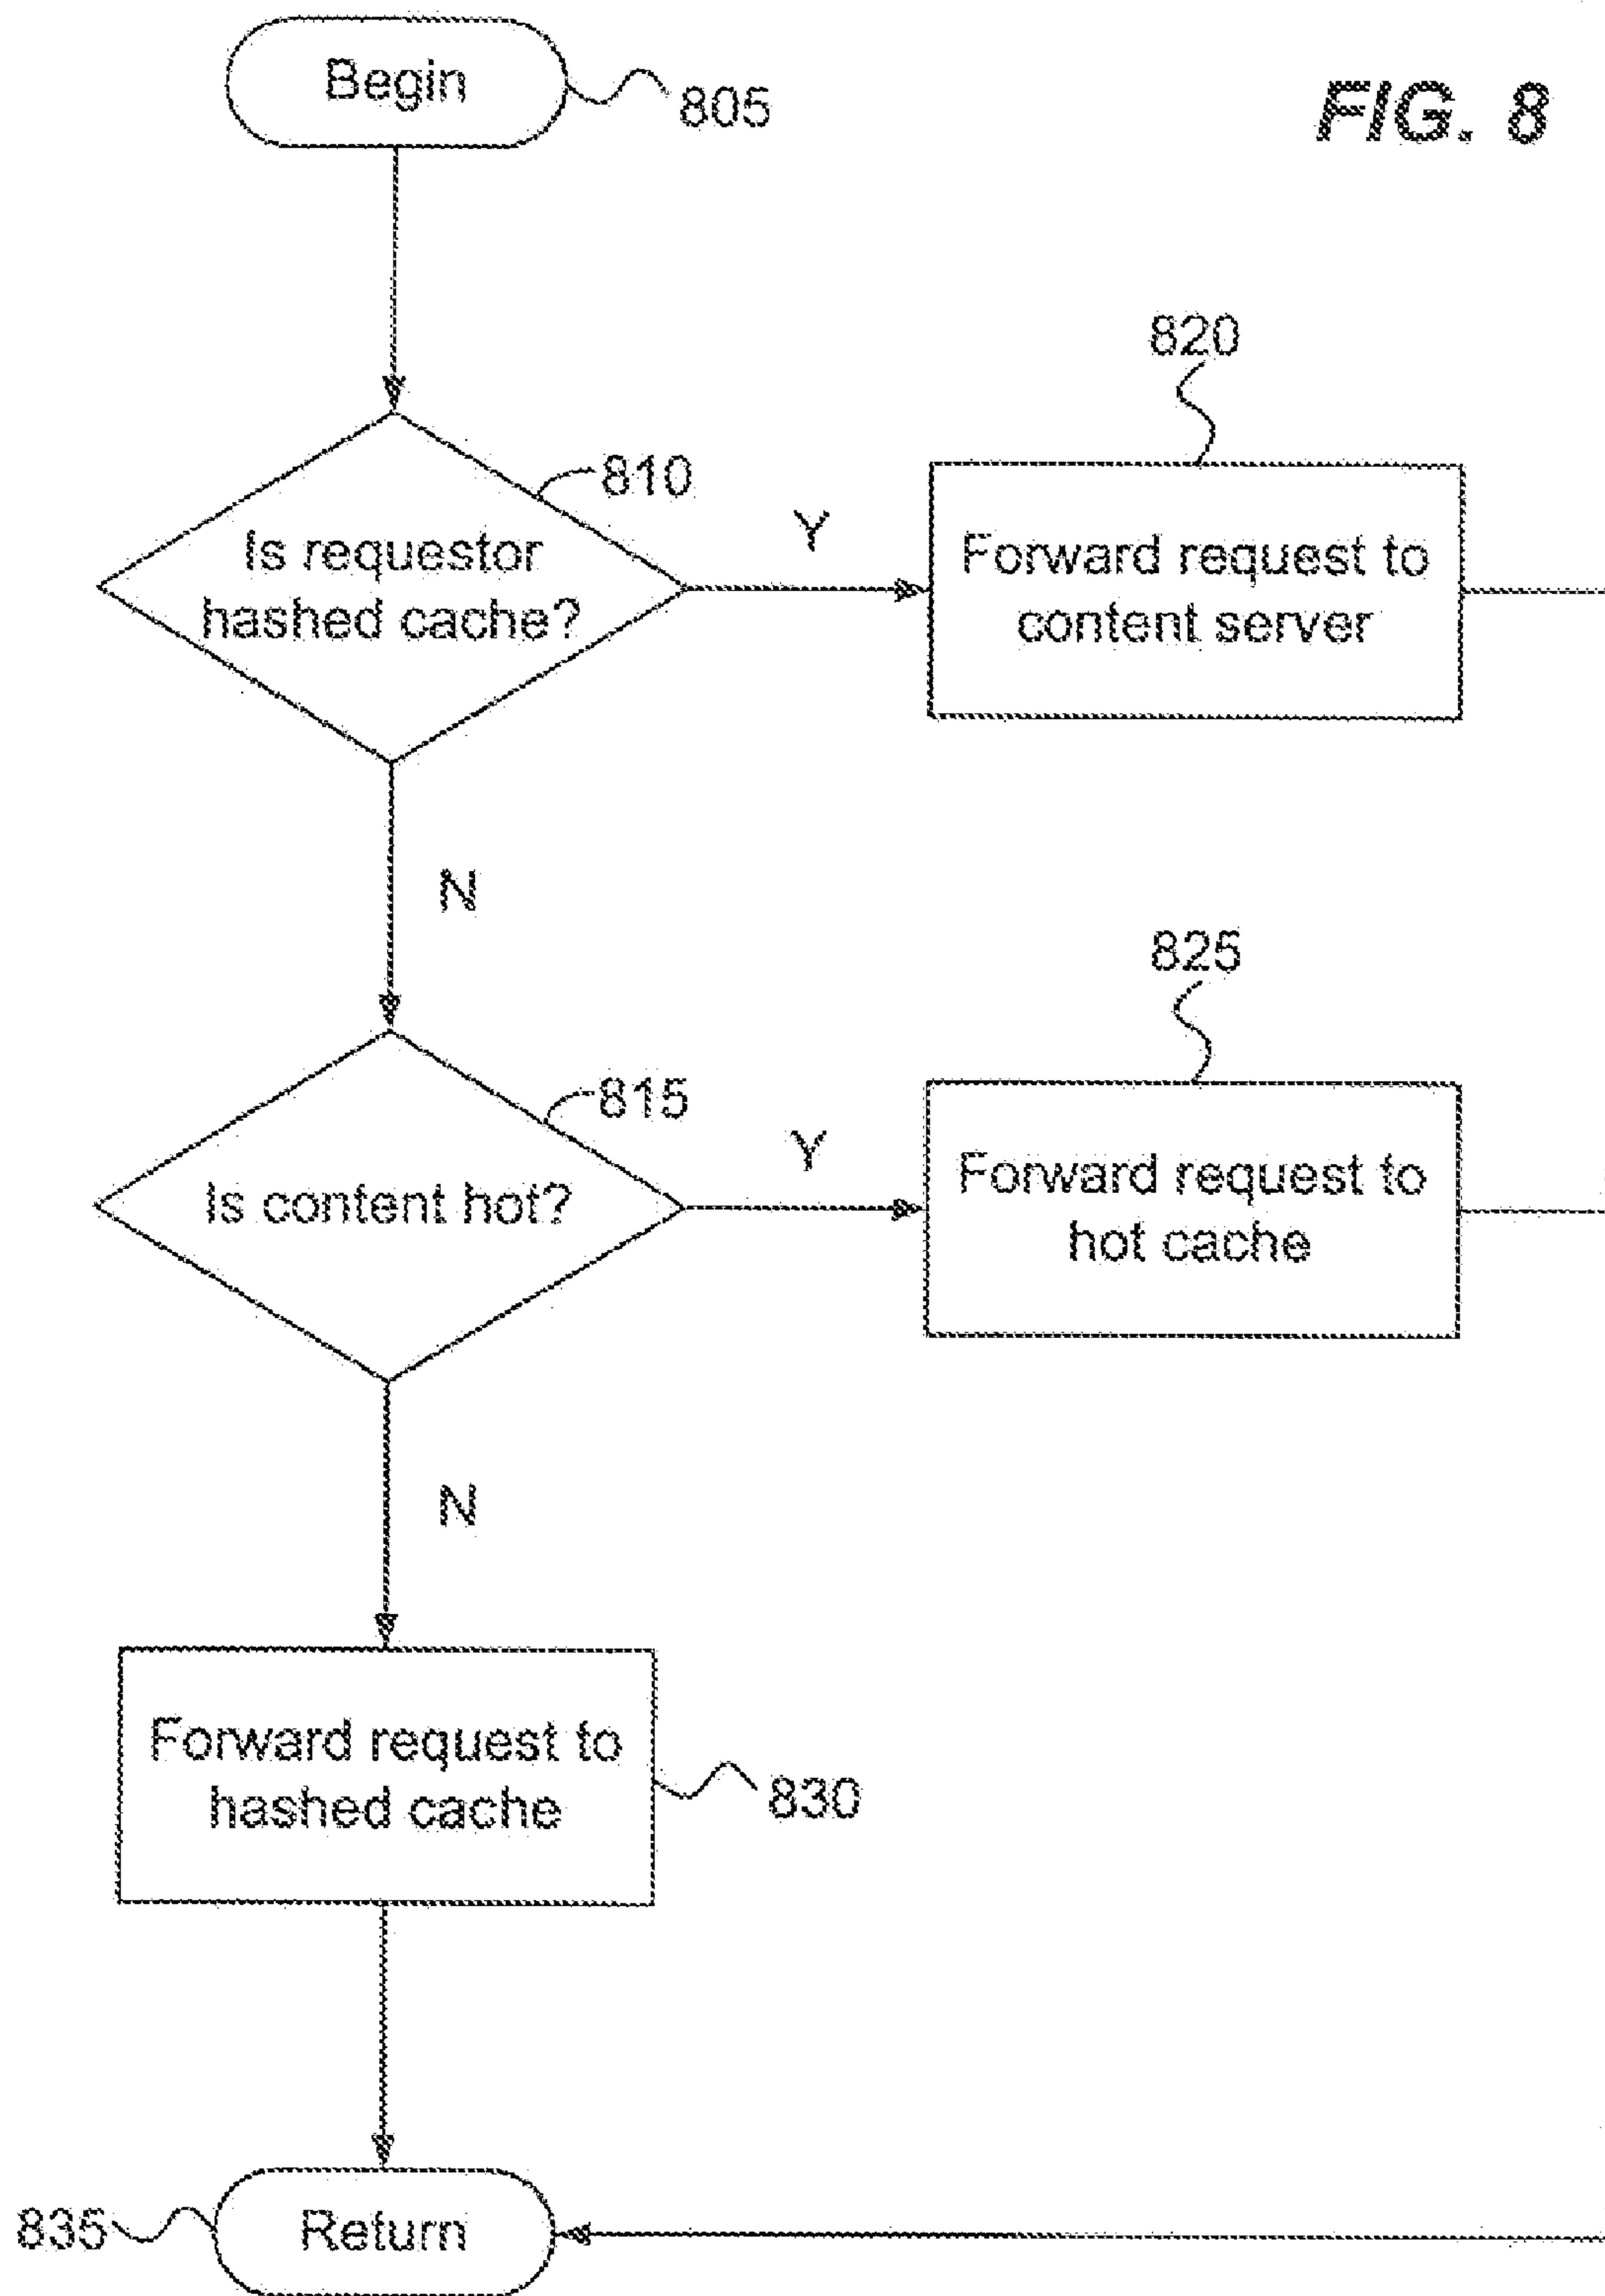 Begin
805
FIG. 8
820
810
Is requestor
hashed cache?
Y
Forward request to
content server
N
825
815
Is content hot?
Y
Forward request to
hot cache
N
Forward request to
hashed cache
830
835
Return